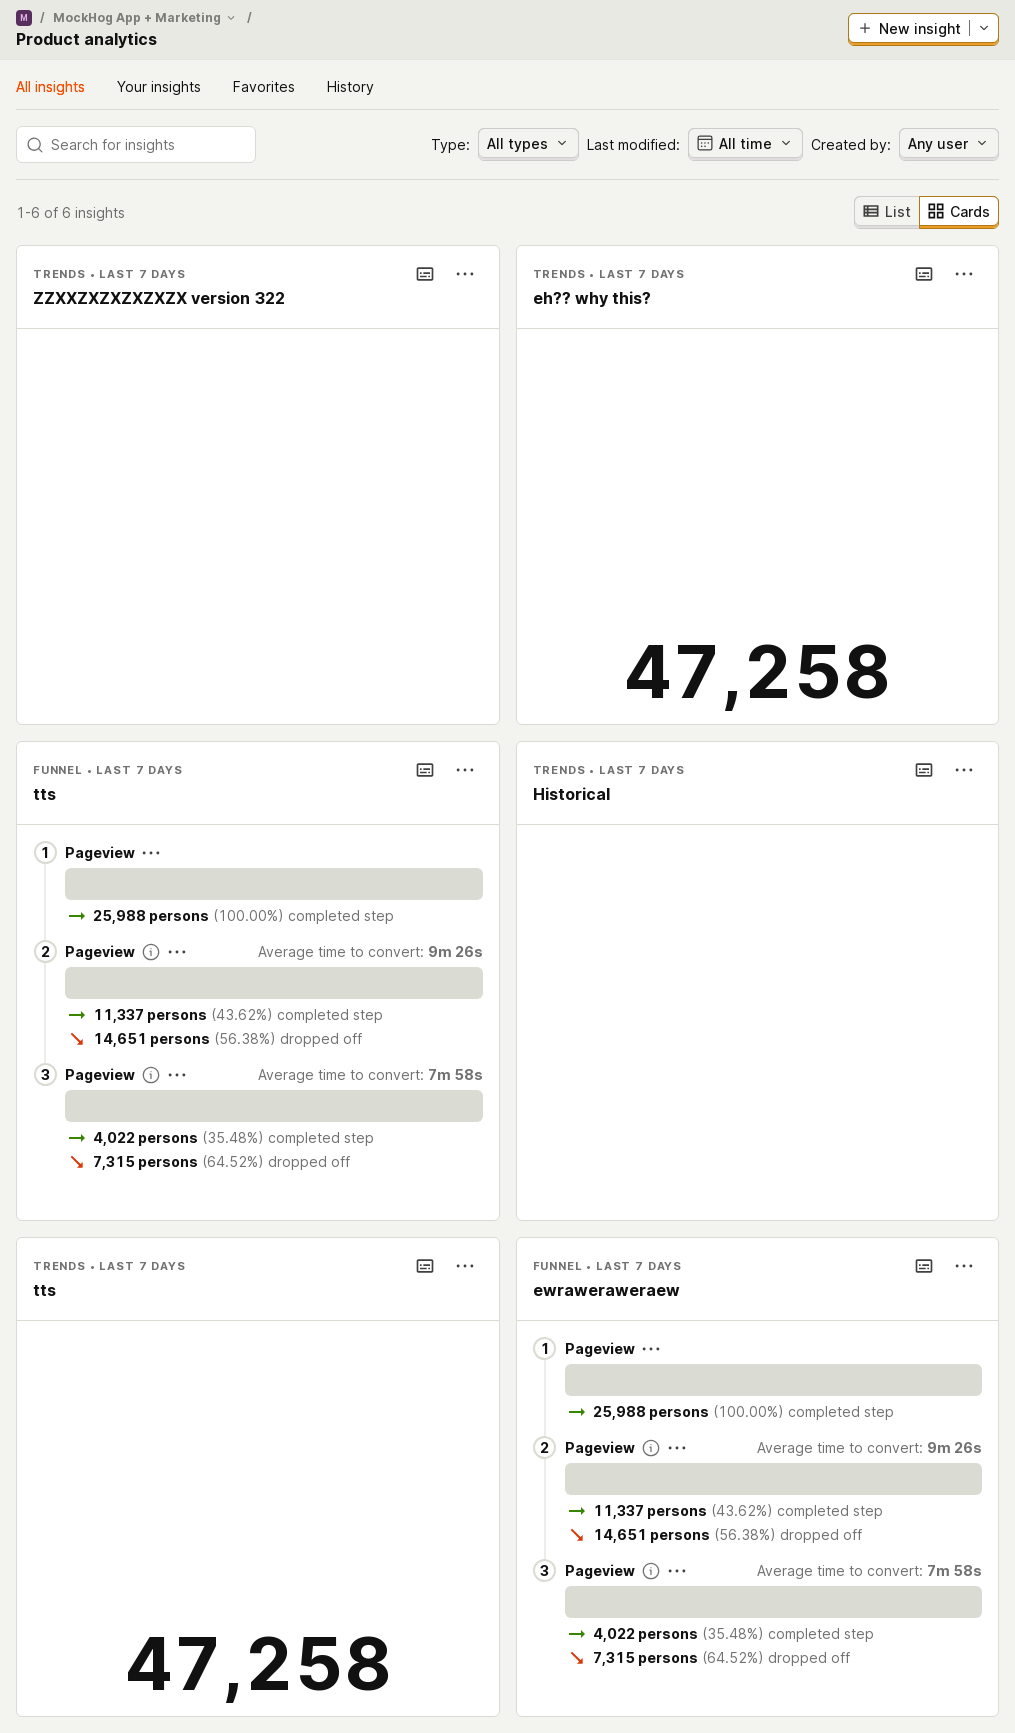 M / MockHog App + Marketing /
Product analytics
New insight
All insights Your insights Favorites History
Search for insights
Type: All types Last modified: All time Created by: Any user
1-6 of 6 insights
List Cards
TRENDS • LAST 7 DAYS
ZZXXZXZXZXZXZX version 322
TRENDS • LAST 7 DAYS
eh?? why this?
47,258
FUNNEL • LAST 7 DAYS
tts
1 Pageview
25,988 persons (100.00%) completed step
2 Pageview Average time to convert: 9m 26s
11,337 persons (43.62%) completed step
14,651 persons (56.38%) dropped off
3 Pageview Average time to convert: 7m 58s
4,022 persons (35.48%) completed step
7,315 persons (64.52%) dropped off
TRENDS • LAST 7 DAYS
Historical
TRENDS • LAST 7 DAYS
tts
47,258
FUNNEL • LAST 7 DAYS
ewraweraweraew
1 Pageview
25,988 persons (100.00%) completed step
2 Pageview Average time to convert: 9m 26s
11,337 persons (43.62%) completed step
14,651 persons (56.38%) dropped off
3 Pageview Average time to convert: 7m 58s
4,022 persons (35.48%) completed step
7,315 persons (64.52%) dropped off